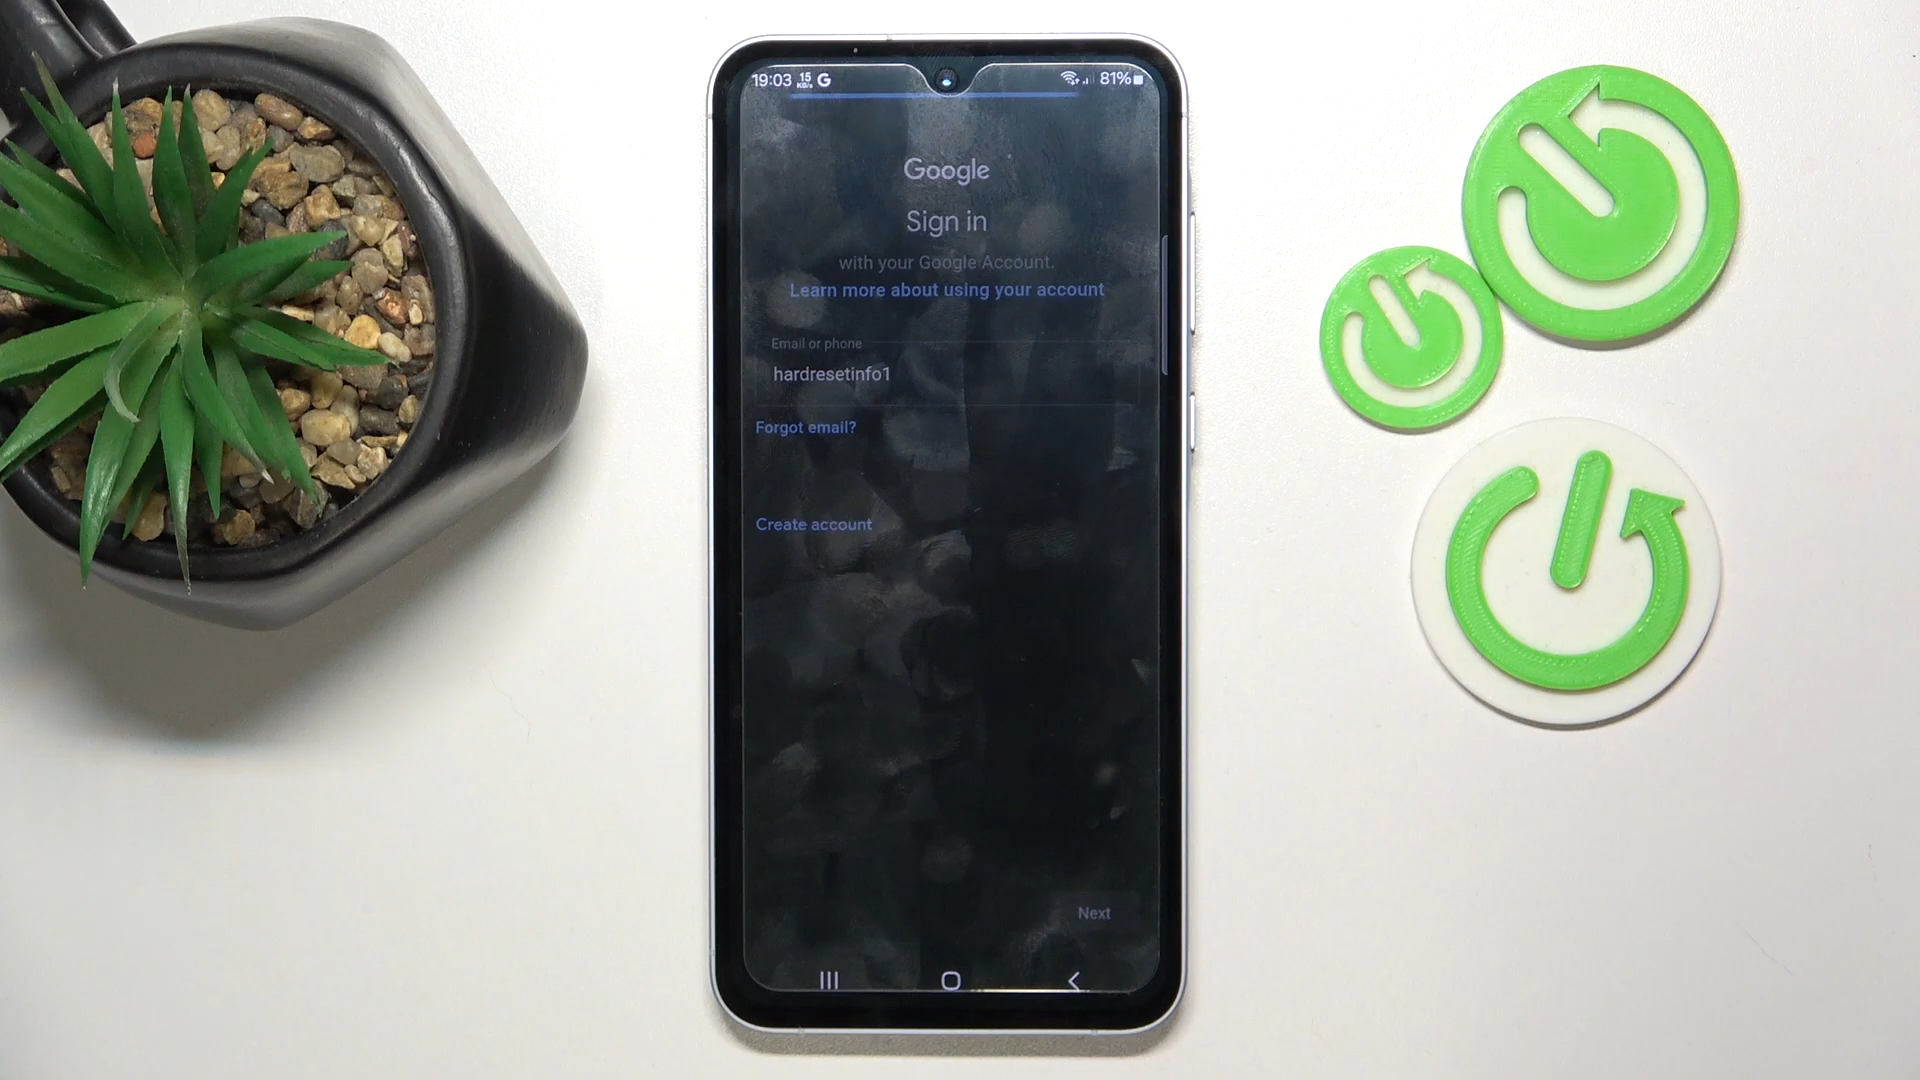 19:03 15 KB/s G 81%
Google
Sign in
with your Google Account.
Learn more about using your account
Email or phone
hardresetinfo1
Forgot email?
Create account
Next